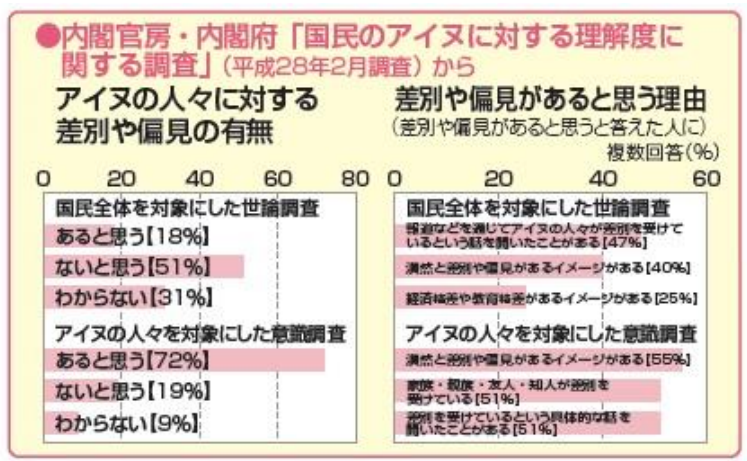 ●内閣官房・内閣府「国民のアイヌに対する理解度に
関する調査」(平成28年2月調査)から
アイヌの人々に対する
差別や偏見の有無
0 20 40 60 80
国民全体を対象にした世論調査
あると思う【18%】
ないと思う【51%】
わからない【31%】
アイヌの人々を対象にした意識調査
あると思う【72%】
ないと思う【19%】
わからない【9%】
差別や偏見があると思う理由
(差別や偏見があると思うと答えた人に)
複数回答(%)
0 20 40 60
国民全体を対象にした世論調査
報道などを通じてアイヌの人々が差別を受けて
いるという話を聞いたことがある【47%】
漠然と差別や偏見があるイメージがある【40%】
経済格差や教育格差があるイメージがある【25%】
アイヌの人々を対象にした意識調査
漠然と差別や偏見があるイメージがある【55%】
家族・親族・友人・知人が差別を
受けている【51%】
差別を受けているという具体的な話を
聞いたことがある【51%】